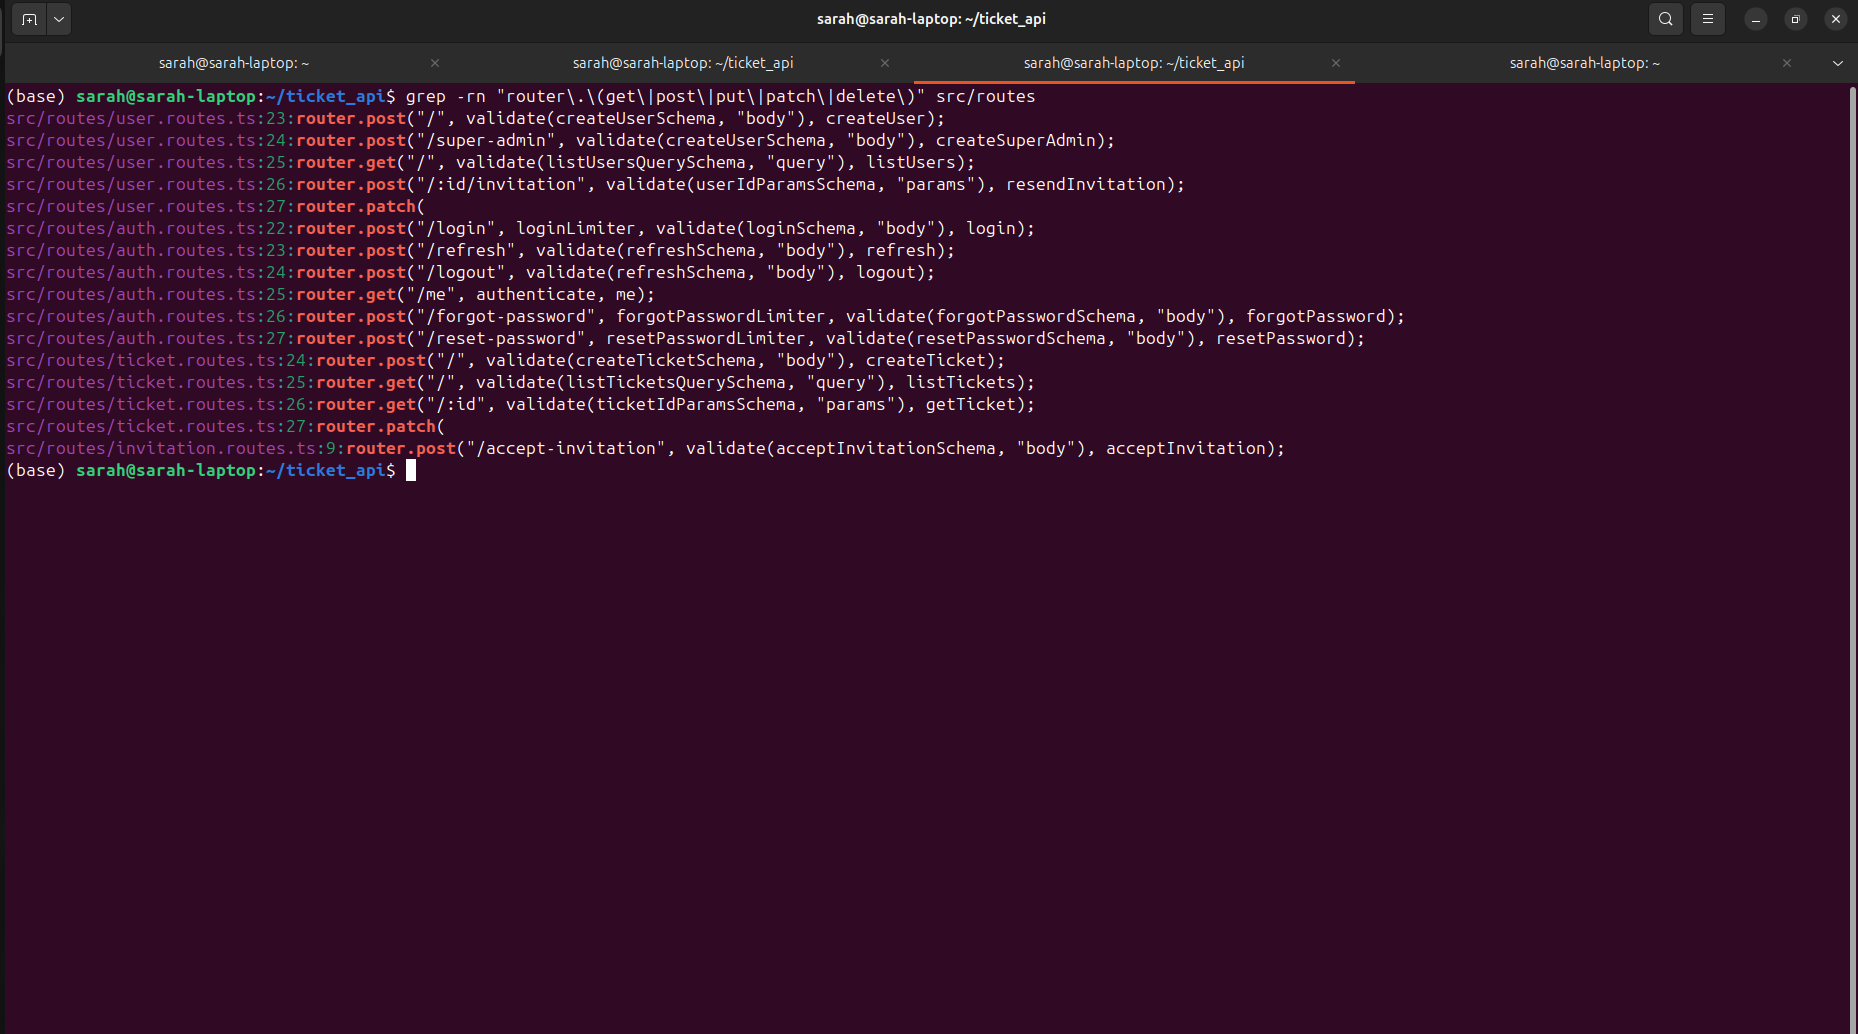 sarah@sarah-laptop: ~/ticket_api
sarah@sarah-laptop: ~
sarah@sarah-laptop: ~/ticket_api
sarah@sarah-laptop: ~/ticket_api
sarah@sarah-laptop: ~
(base) sarah@sarah-laptop:~/ticket_api$ grep -rn "router\.\(get\|post\|put\|patch\|delete\)" src/routes
src/routes/user.routes.ts:23:router.post("/", validate(createUserSchema, "body"), createUser);
src/routes/user.routes.ts:24:router.post("/super-admin", validate(createUserSchema, "body"), createSuperAdmin);
src/routes/user.routes.ts:25:router.get("/", validate(listUsersQuerySchema, "query"), listUsers);
src/routes/user.routes.ts:26:router.post("/:id/invitation", validate(userIdParamsSchema, "params"), resendInvitation);
src/routes/user.routes.ts:27:router.patch(
src/routes/auth.routes.ts:22:router.post("/login", loginLimiter, validate(loginSchema, "body"), login);
src/routes/auth.routes.ts:23:router.post("/refresh", validate(refreshSchema, "body"), refresh);
src/routes/auth.routes.ts:24:router.post("/logout", validate(refreshSchema, "body"), logout);
src/routes/auth.routes.ts:25:router.get("/me", authenticate, me);
src/routes/auth.routes.ts:26:router.post("/forgot-password", forgotPasswordLimiter, validate(forgotPasswordSchema, "body"), forgotPassword);
src/routes/auth.routes.ts:27:router.post("/reset-password", resetPasswordLimiter, validate(resetPasswordSchema, "body"), resetPassword);
src/routes/ticket.routes.ts:24:router.post("/", validate(createTicketSchema, "body"), createTicket);
src/routes/ticket.routes.ts:25:router.get("/", validate(listTicketsQuerySchema, "query"), listTickets);
src/routes/ticket.routes.ts:26:router.get("/:id", validate(ticketIdParamsSchema, "params"), getTicket);
src/routes/ticket.routes.ts:27:router.patch(
src/routes/invitation.routes.ts:9:router.post("/accept-invitation", validate(acceptInvitationSchema, "body"), acceptInvitation);
(base) sarah@sarah-laptop:~/ticket_api$